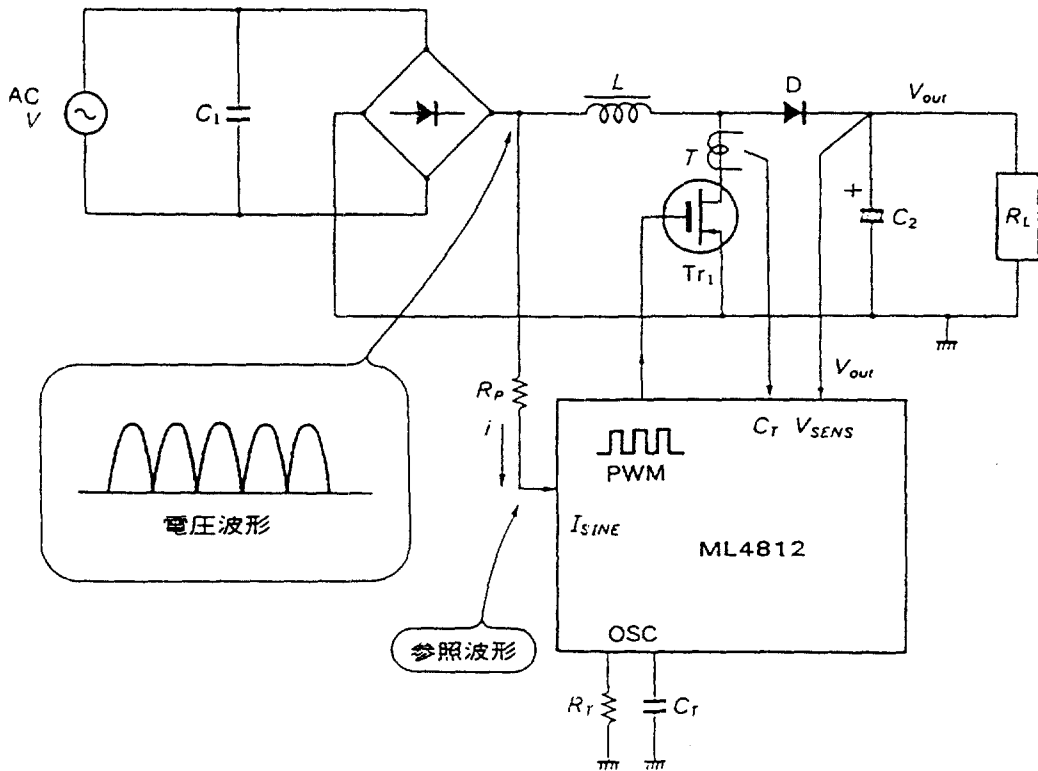 AC
V
C1
L
D
Vout
T
Tr1
+
C2
RL
電圧波形
RP
i
参照波形
Vout
CT VSENS
PWM
ISINE
ML4812
OSC
RT
CT